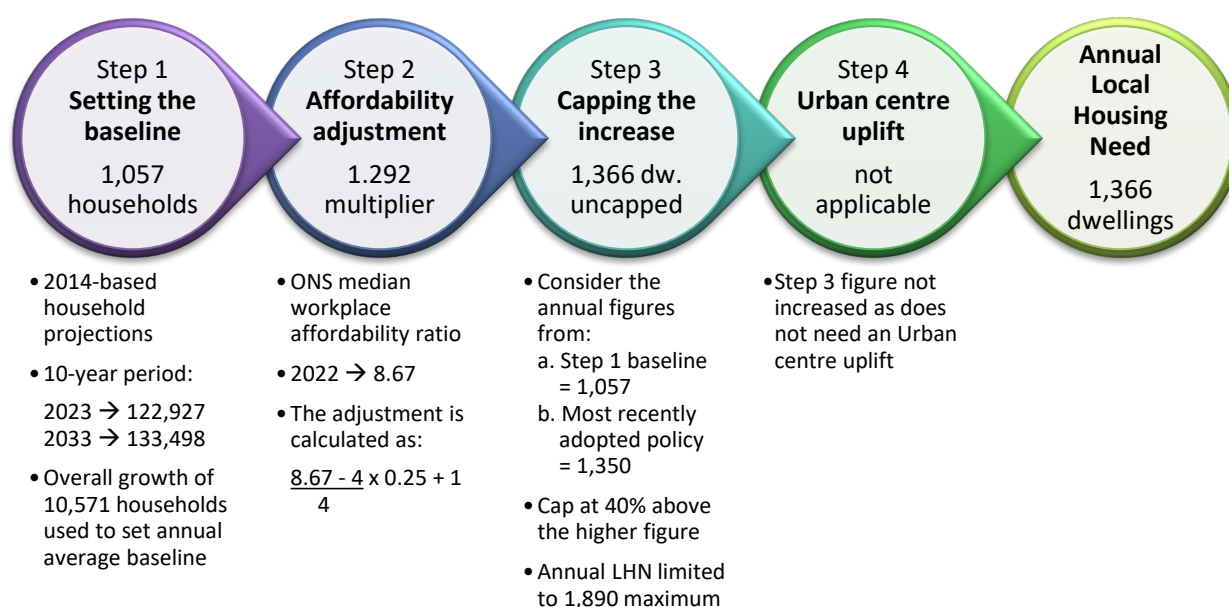 Step 1
Setting the
baseline
1,057
households
• 2014-based
household
projections
• 10-year period:
2023 → 122,927
2033 → 133,498
• Overall growth of
10,571 households
used to set annual
average baseline
Step 2
Affordability
adjustment
1.292
multiplier
• ONS median
workplace
affordability ratio
• 2022 → 8.67
• The adjustment is
calculated as:
8.67 - 4 x 0.25 + 1
4
Step 3
Capping the
increase
1,366 dw.
uncapped
• Consider the
annual figures
from:
a. Step 1 baseline
= 1,057
b. Most recently
adopted policy
= 1,350
• Cap at 40% above
the higher figure
• Annual LHN limited
to 1,890 maximum
Step 4
Urban centre
uplift
not
applicable
• Step 3 figure not
increased as does
not need an Urban
centre uplift
Annual
Local
Housing
Need
1,366
dwellings